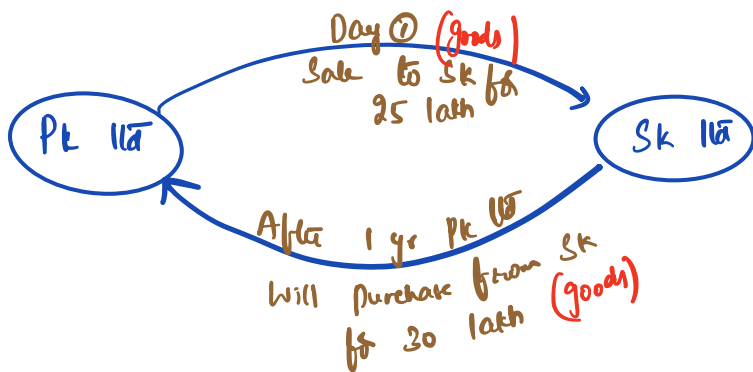 Day ① (goods)
Sale to Sk for
25 lakh
Pk ltd
Sk ltd
After 1 yr Pk ltd
Will purchase from Sk
(goods)
for 30 lakh